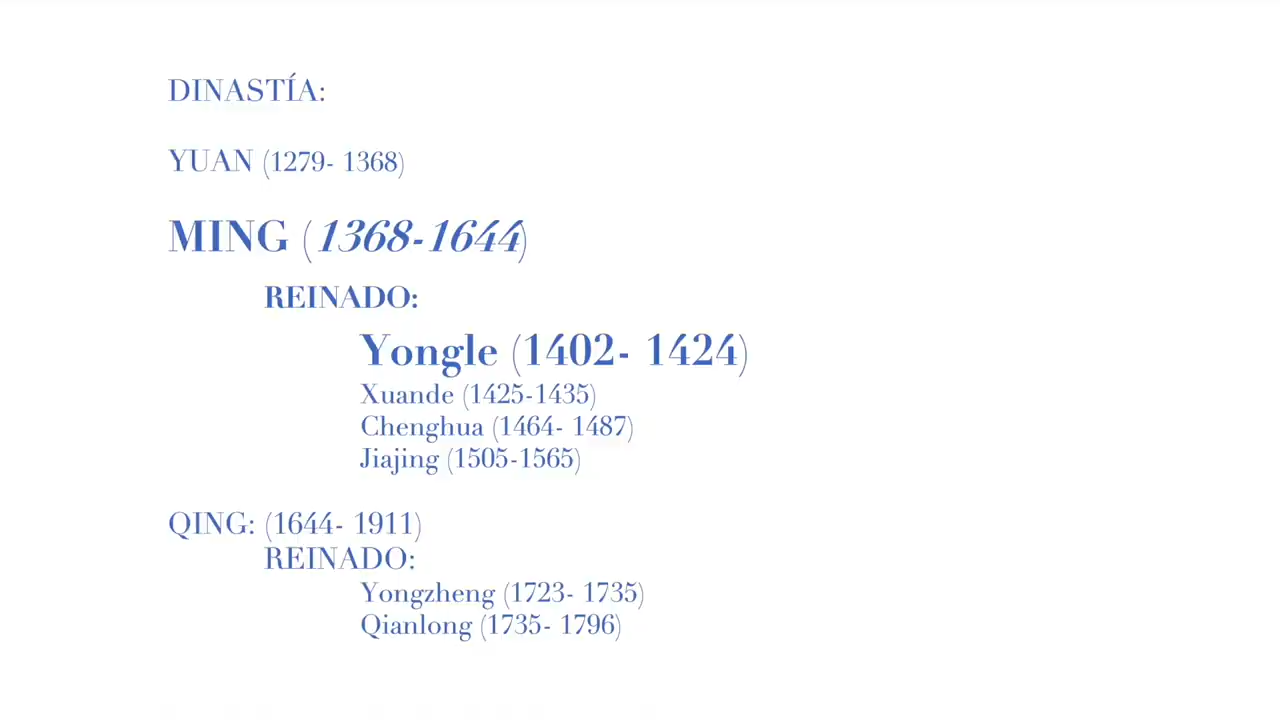 DINASTÍA:
YUAN (1279- 1368)
MING (1368-1644)
REINADO:
Yongle (1402- 1424)
Xuande (1425-1435)
Chenghua (1464- 1487)
Jiajing (1505-1565)
QING: (1644- 1911)
REINADO:
Yongzheng (1723- 1735)
Qianlong (1735- 1796)